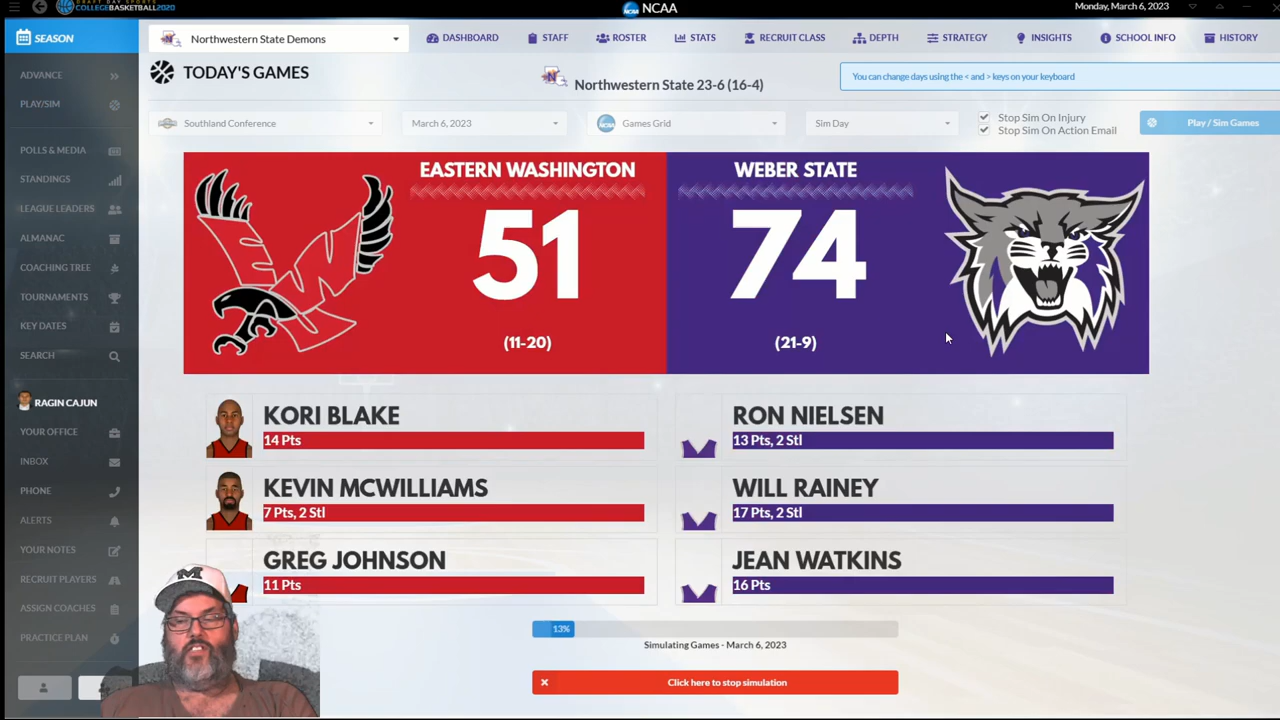 DRAFT DAY SPORTS
COLLEGEBASKETBALL2020
NCAA
Monday, March 6, 2023
SEASON
Northwestern State Demons
DASHBOARD
STAFF
ROSTER
STATS
RECRUIT CLASS
DEPTH
STRATEGY
INSIGHTS
SCHOOL INFO
HISTORY
ADVANCE
PLAY/SIM
POLLS & MEDIA
STANDINGS
LEAGUE LEADERS
ALMANAC
COACHING TREE
TOURNAMENTS
KEY DATES
SEARCH
RAGIN CAJUN
YOUR OFFICE
INBOX
PHONE
ALERTS
YOUR NOTES
RECRUIT PLAYERS
ASSIGN COACHES
PRACTICE PLAN
TODAY'S GAMES
Northwestern State 23-6 (16-4)
You can change days using the < and > keys on your keyboard
Southland Conference
March 6, 2023
Games Grid
Sim Day
Stop Sim On Injury
Stop Sim On Action Email
Play / Sim Games
EASTERN WASHINGTON
51
(11-20)
WEBER STATE
74
(21-9)
KORI BLAKE
14 Pts
RON NIELSEN
13 Pts, 2 Stl
KEVIN MCWILLIAMS
7 Pts, 2 Stl
WILL RAINEY
17 Pts, 2 Stl
GREG JOHNSON
11 Pts
JEAN WATKINS
16 Pts
13%
Simulating Games - March 6, 2023
Click here to stop simulation
M